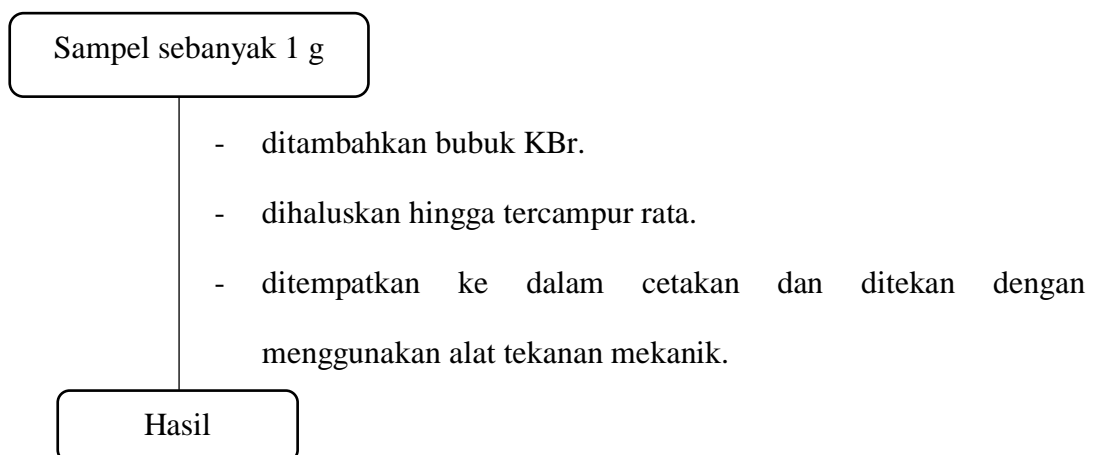 Sampel sebanyak 1 g
- ditambahkan bubuk KBr.
- dihaluskan hingga tercampur rata.
- ditempatkan ke dalam cetakan dan ditekan dengan
menggunakan alat tekanan mekanik.
Hasil